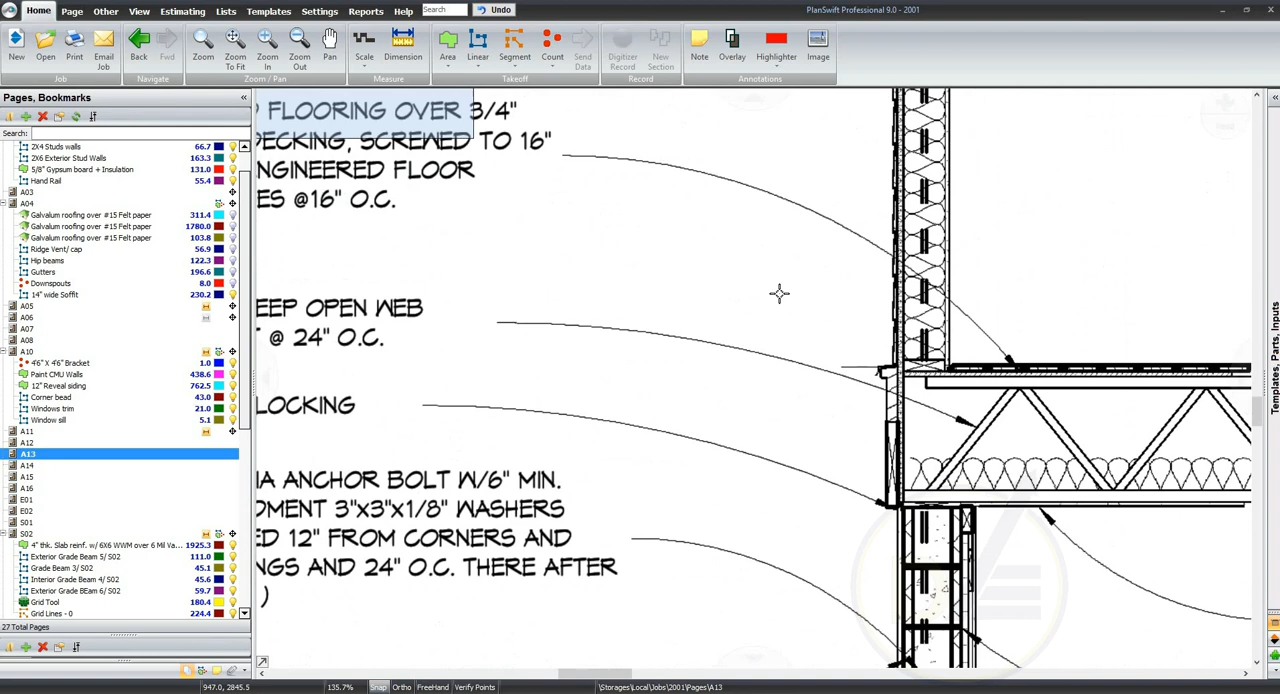 Home Page Other View Estimating Lists Templates Settings Reports Help Search Undo
PlanSwift Professional 9.0 - 2001
New Open Print Email Job Back Fwd Zoom Zoom To Fit Zoom In Zoom Out Pan Scale Dimension Area Linear Segment Count Send Data Digitizer Record New Section Note Overlay Highlighter Image
Job Navigate Zoom / Pan Measure Takeoff Record Annotations
Pages, Bookmarks
Search:
2X4 Studs walls 66.7
2X6 Exterior Stud Walls 163.3
5/8" Gypsum board + Insulation 131.0
Hand Rail 55.4
A03
A04
Galvalum roofing over #15 Felt paper 311.4
Galvalum roofing over #15 Felt paper 1780.0
Galvalum roofing over #15 Felt paper 103.8
Ridge Vent/ cap 56.9
Hip beams 122.3
Gutters 196.6
Downspouts 8.0
14" wide Soffit 230.2
A05
A06
A07
A08
A10
4'6" X 4'6" Bracket 1.0
Paint CMU Walls 438.6
12" Reveal siding 762.5
Corner bead 43.0
Windows trim 21.0
Window sill 5.1
A11
A12
A13
A14
A15
A16
E01
E02
S01
S02
4" thk. Slab reinf. w/ 6X6 WWM over 6 Mil Va... 1925.3
Exterior Grade Beam 5/ S02 111.0
Grade Beam 3/ S02 45.1
Interior Grade Beam 4/ S02 45.6
Exterior Grade BEam 6/ S02 59.7
Grid Tool 180.4
Grid Lines - 0 224.4
27 Total Pages
FLOORING OVER 3/4"
DECKING, SCREWED TO 16"
ENGINEERED FLOOR
ES @16" O.C.
EEP OPEN WEB
@ 24" O.C.
LOCKING
IA ANCHOR BOLT W/6" MIN.
DMENT 3"x3"x1/8" WASHERS
ED 12" FROM CORNERS AND
NGS AND 24" O.C. THERE AFTER
)
Templates, Parts, Inputs
947.0, 2845.5 135.7% Snap Ortho FreeHand Verify Points \Storages\Local\Jobs\2001\Pages\A13